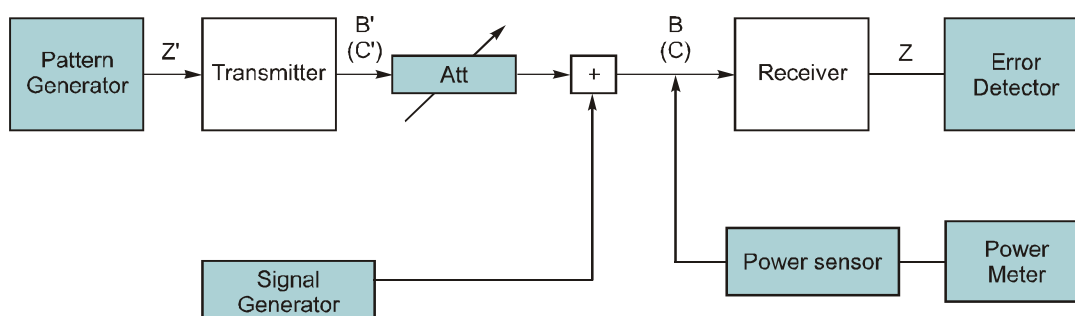 Pattern
Generator
Z'
Transmitter
B'
(C')
Att
+
B
(C)
Receiver
Z
Error
Detector
Signal
Generator
Power sensor
Power
Meter